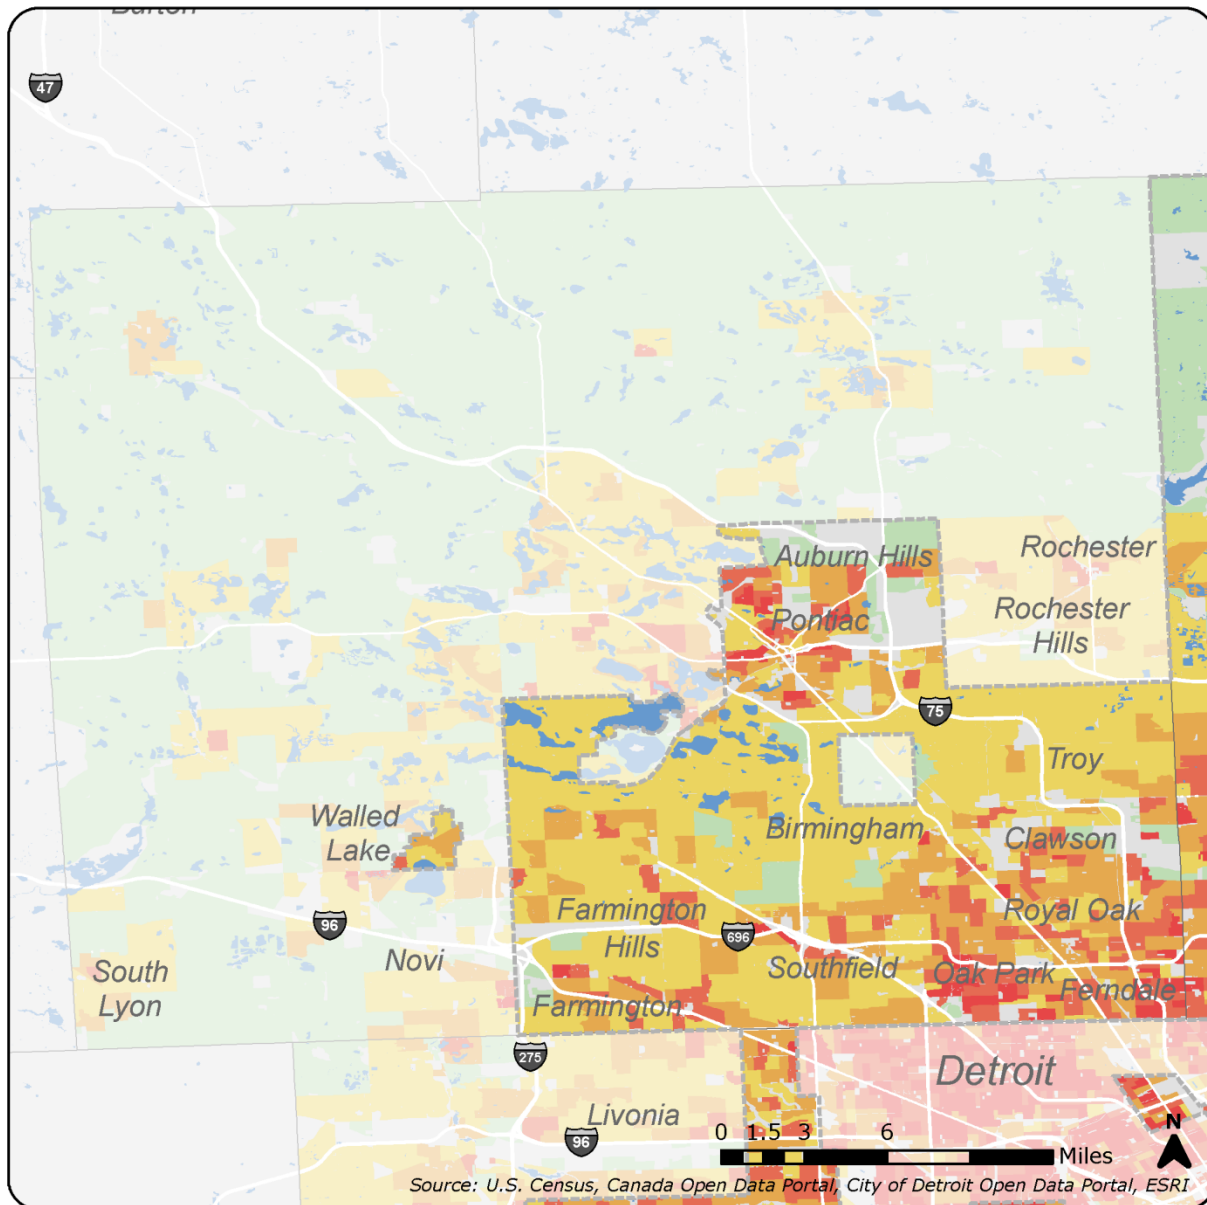 Burton
47
Auburn Hills
Rochester
Pontiac
Rochester
Hills
75
Troy
Walled
Lake
Birmingham
Clawson
Farmington
Hills
Royal Oak
96
696
Novi
Southfield
Oak Park
South
Lyon
Farmington
Ferndale
275
Detroit
Livonia
96
N
0 1.5 3 6
Miles
Source: U.S. Census, Canada Open Data Portal, City of Detroit Open Data Portal, ESRI